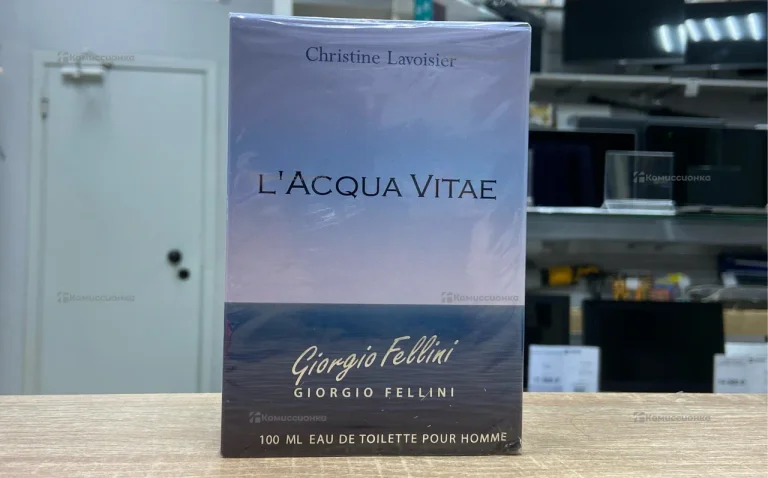 Christine Lavoisier
L'ACQUA VITAE
Giorgio Fellini
GIORGIO FELLINI
100 ML EAU DE TOILETTE POUR HOMME
Комиссионка
Комиссионка
Комиссионка
Комиссионка
Комиссионка
Комиссионка